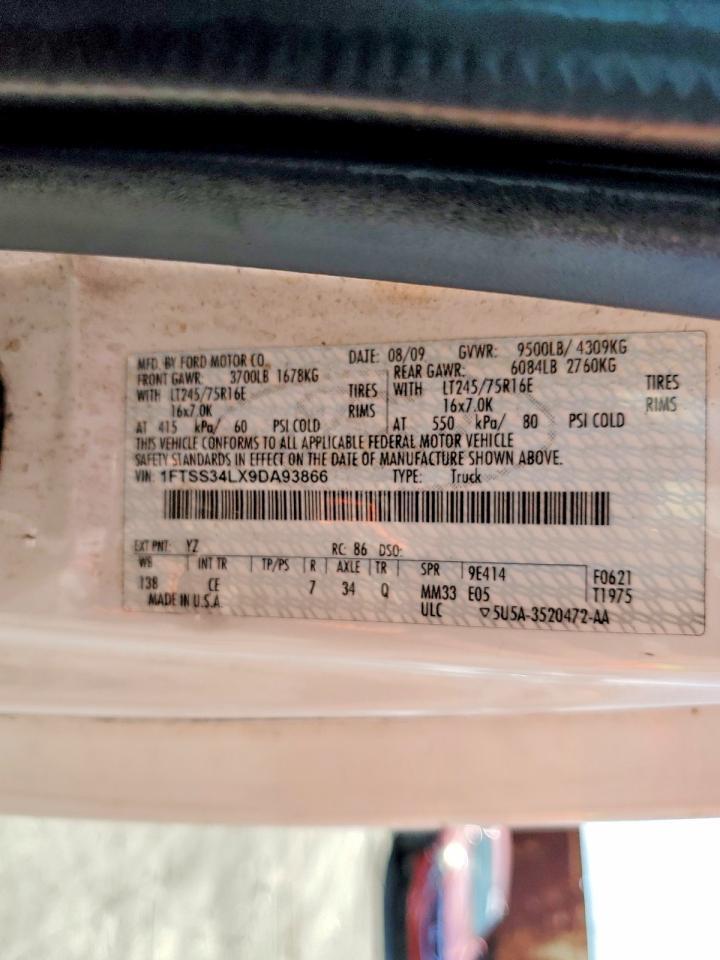 MFD. BY FORD MOTOR CO. DATE: 08/09 GVWR: 9500LB/ 4309KG
FRONT GAWR: 3700LB 1678KG REAR GAWR: 6084LB 2760KG
WITH LT245/75R16E TIRES WITH LT245/75R16E TIRES
16x7.0K RIMS 16x7.0K RIMS
AT 415 kPa/ 60 PSI COLD AT 550 kPa/ 80 PSI COLD
THIS VEHICLE CONFORMS TO ALL APPLICABLE FEDERAL MOTOR VEHICLE
SAFETY STANDARDS IN EFFECT ON THE DATE OF MANUFACTURE SHOWN ABOVE.
VIN: 1FTSS34LX9DA93866 TYPE: Truck
EXT PNT: YZ RC: 86 DSO:
WB INT TR TP/PS R AXLE TR SPR 9E414 F0621
138 CE 7 34 Q MM33 E05 T1975
MADE IN U.S.A. ULC ▽5U5A-3520472-AA